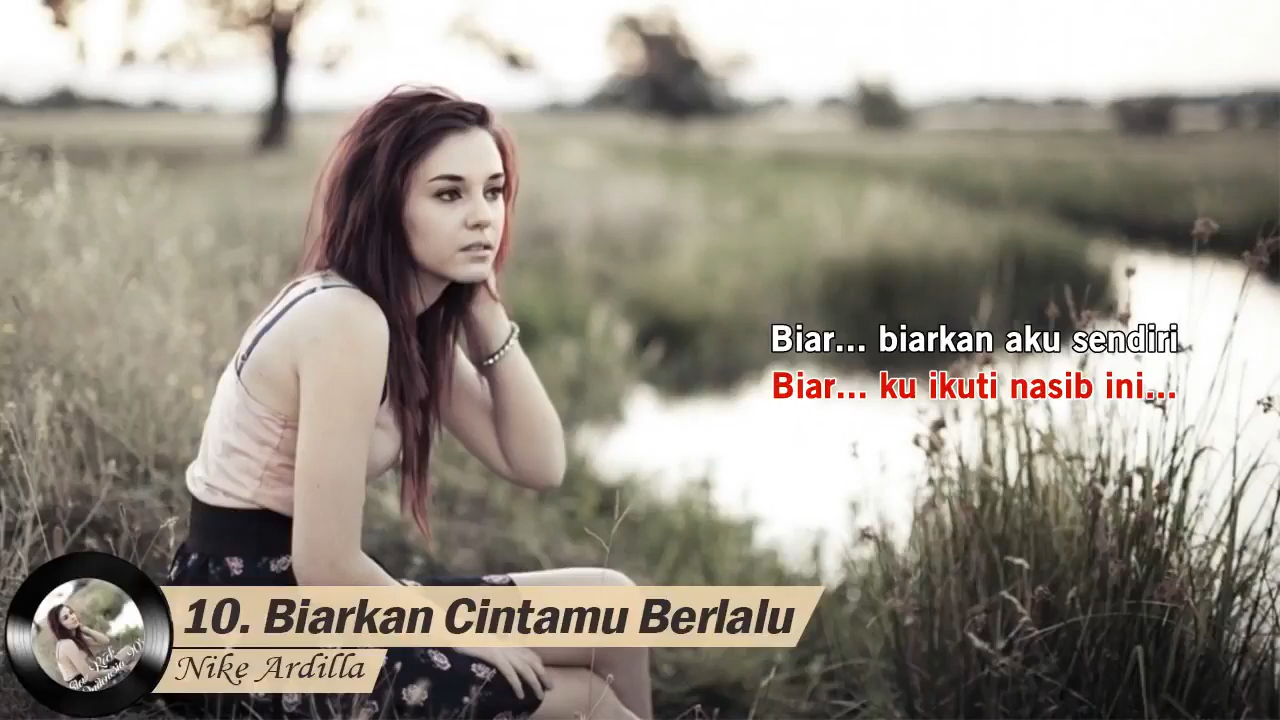 Biar... biarkan aku sendiri
Biar... ku ikuti nasib ini...
10. Biarkan Cintamu Berlalu
Nike Ardilla